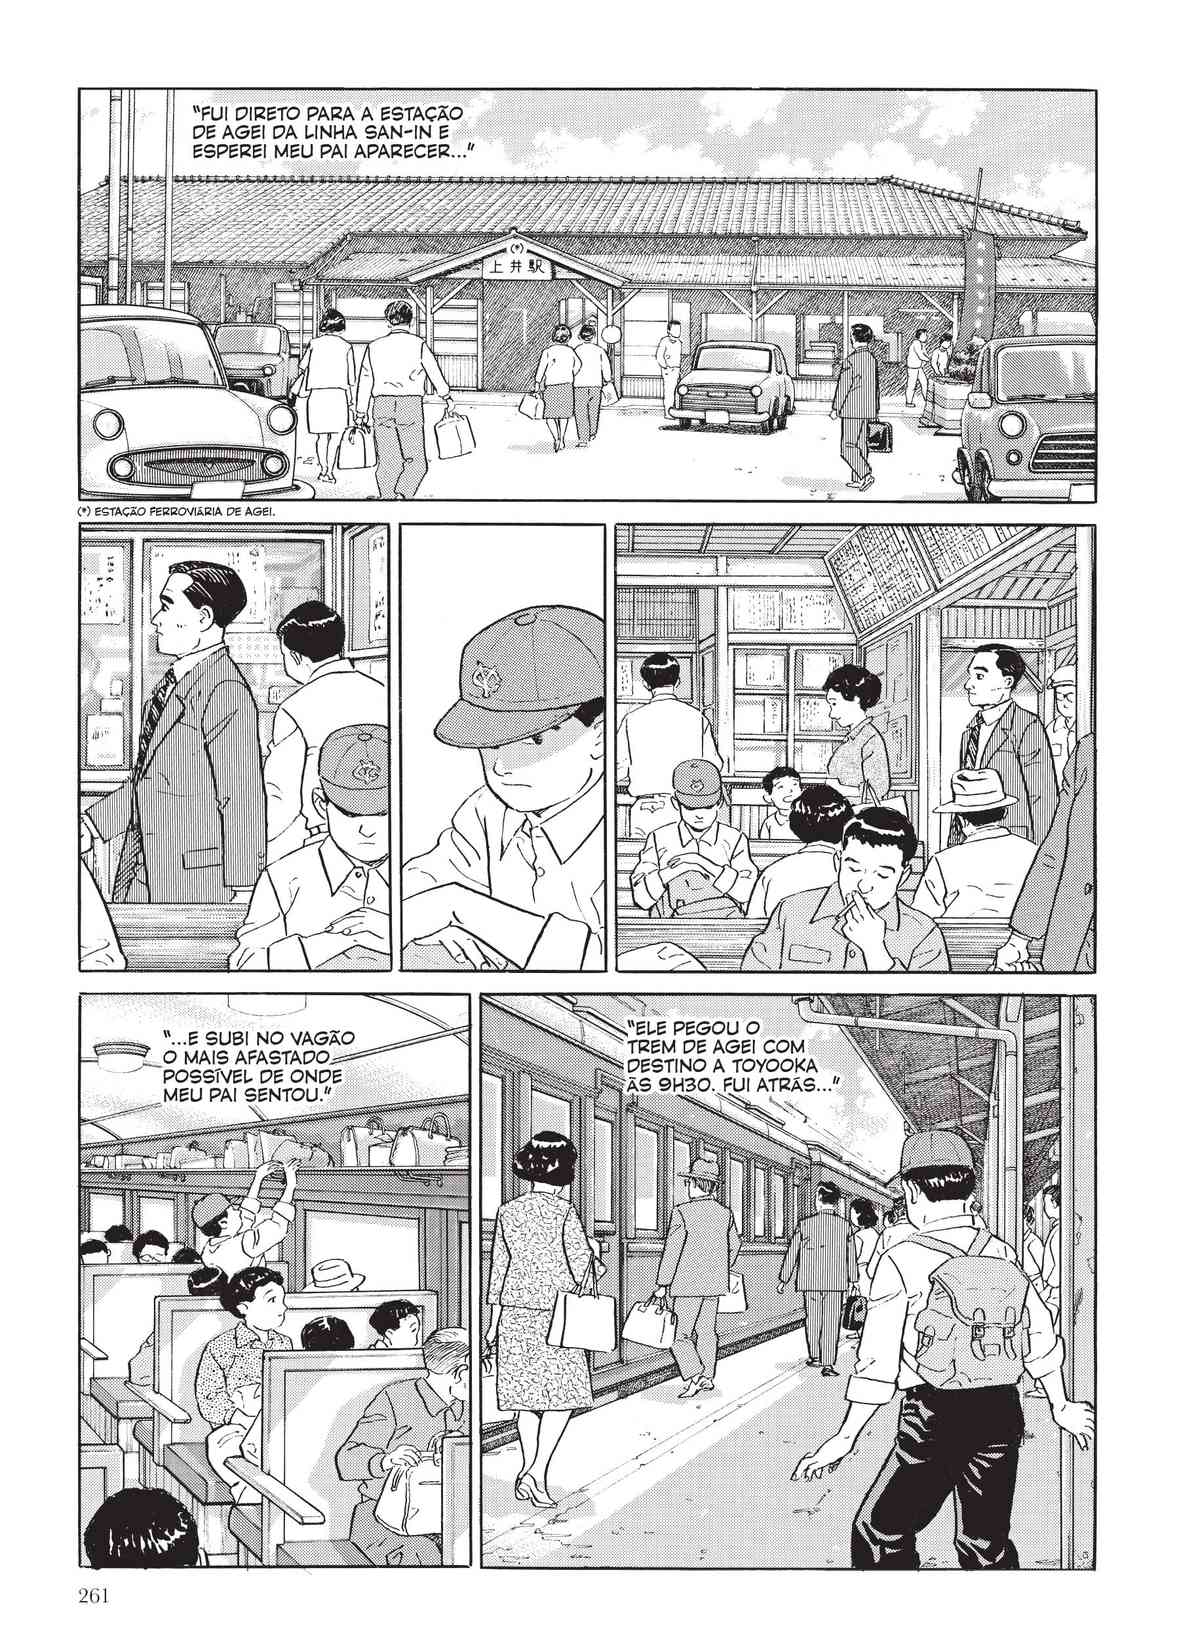 "FUI DIRETO PARA A ESTAÇÃO
DE AGEI DA LINHA SAN-IN E
ESPEREI MEU PAI APARECER..."
(*)
上井駅
(*) ESTAÇÃO FERROVIÁRIA DE AGEI.
"ELE PEGOU O
TREM DE AGEI COM
DESTINO A TOYOOKA
ÀS 9H30. FUI ATRÁS..."
"...E SUBI NO VAGÃO
O MAIS AFASTADO
POSSÍVEL DE ONDE
MEU PAI SENTOU."
261